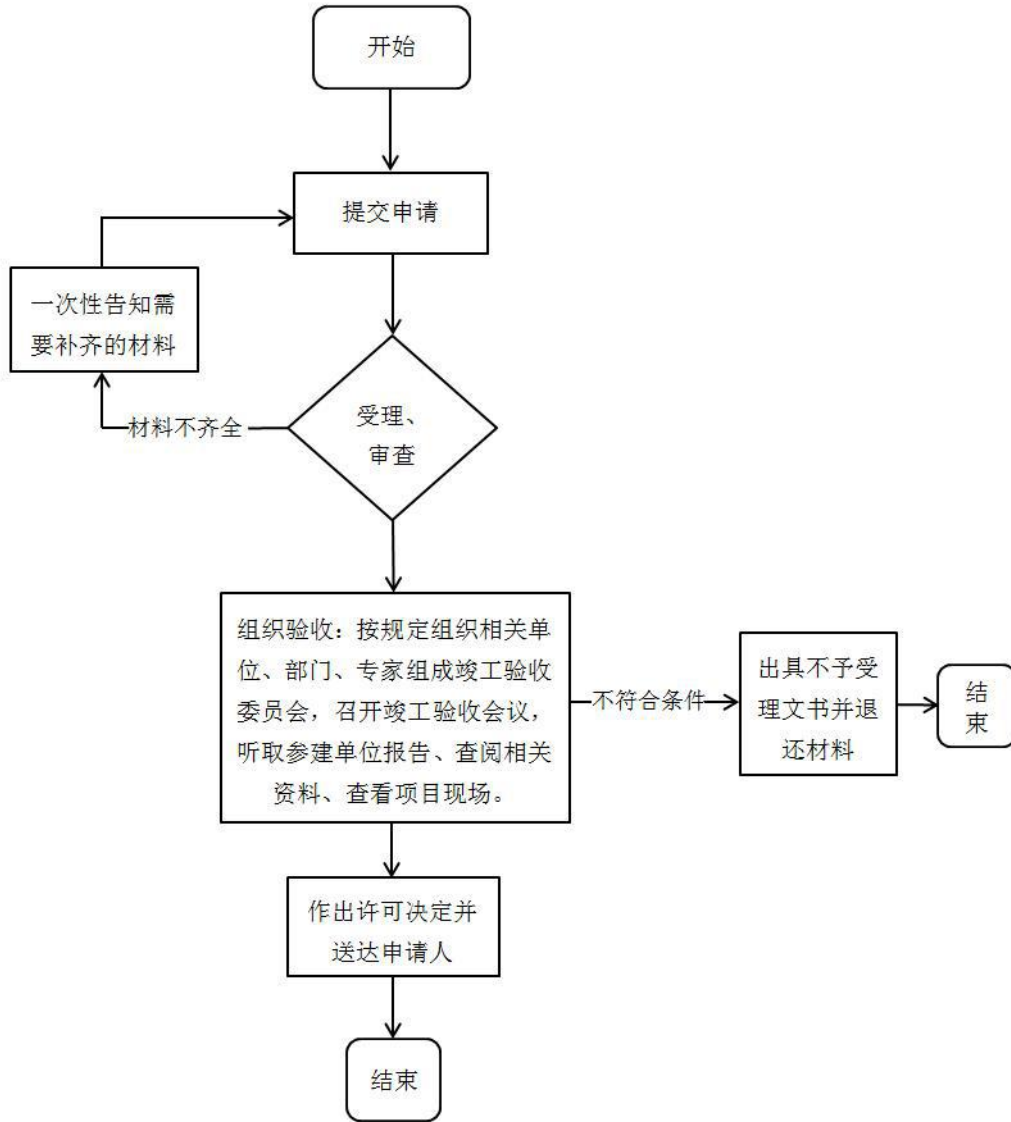 开始
提交申请
一次性告知需
要补齐的材料
材料不齐全
受理、
审查
组织验收：按规定组织相关单
位、部门、专家组成竣工验收
委员会，召开竣工验收会议，
听取参建单位报告、查阅相关
资料、查看项目现场。
不符合条件
出具不予受
理文书并退
还材料
结
束
作出许可决定并
送达申请人
结束